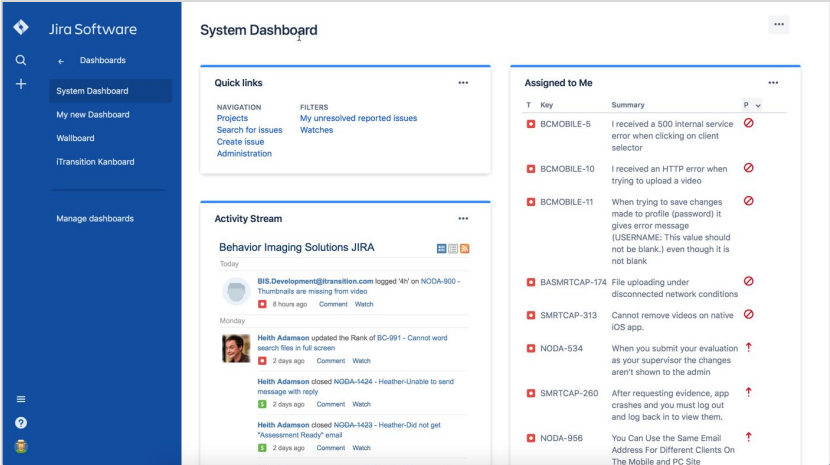 Jira Software
← Dashboards
System Dashboard
My new Dashboard
Wallboard
iTransition Kanboard
Manage dashboards
System Dashboard
Quick links
NAVIGATION
Projects
Search for issues
Create issue
Administration
FILTERS
My unresolved reported issues
Watches
Activity Stream
Behavior Imaging Solutions JIRA
Today
BIS.Development@itransition.com logged '4h' on NODA-900 -
Thumbnails are missing from video
8 hours ago Comment Watch
Monday
Heith Adamson updated the Rank of BC-991 - Cannot word
search files in full screen
2 days ago Comment Watch
Heith Adamson closed NODA-1424 - Heather-Unable to send
message with reply
2 days ago Comment Watch
Heith Adamson closed NODA-1423 - Heather-Did not get
"Assessment Ready" email
2 days ago Comment Watch
Assigned to Me
T Key Summary P
BCMOBILE-5 I received a 500 internal service
error when clicking on client
selector
BCMOBILE-10 I received an HTTP error when
trying to upload a video
BCMOBILE-11 When trying to save changes
made to profile (password) it
gives error message
(USERNAME: This value should
not be blank.) even though it is
not blank
BASMRTCAP-174 File uploading under
disconnected network conditions
SMRTCAP-313 Cannot remove videos on native
iOS app.
NODA-534 When you submit your evaluation
as your supervisor the changes
aren't shown to the admin
SMRTCAP-260 After requesting evidence, app
crashes and you must log out
and log back in to view them.
NODA-956 You Can Use the Same Email
Address For Different Clients On
The Mobile and PC Site